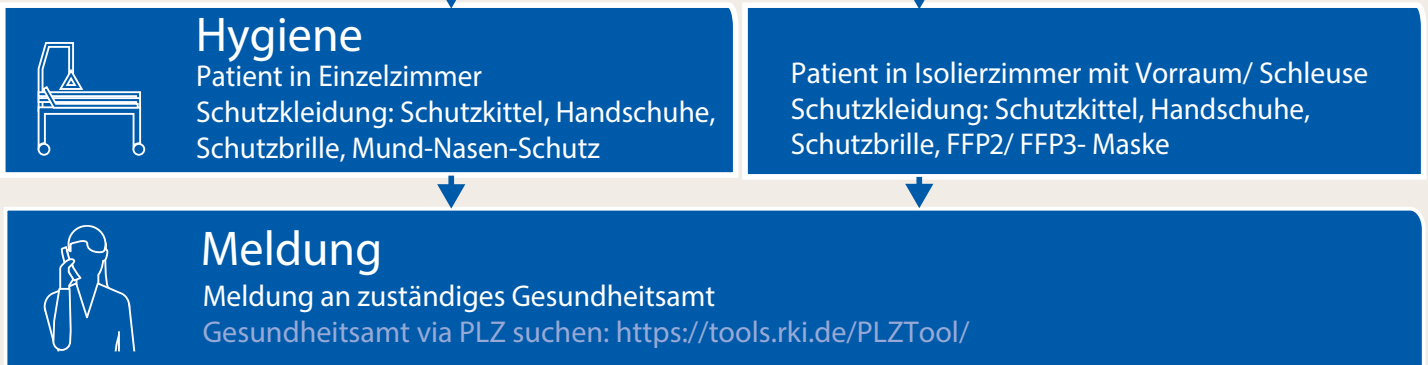 Hygiene
Patient in Einzelzimmer
Schutzkleidung: Schutzkittel, Handschuhe,
Schutzbrille, Mund-Nasen-Schutz
Patient in Isolierzimmer mit Vorraum/ Schleuse
Schutzkleidung: Schutzkittel, Handschuhe,
Schutzbrille, FFP2/ FFP3- Maske
Meldung
Meldung an zuständiges Gesundheitsamt
Gesundheitsamt via PLZ suchen: https://tools.rki.de/PLZTool/